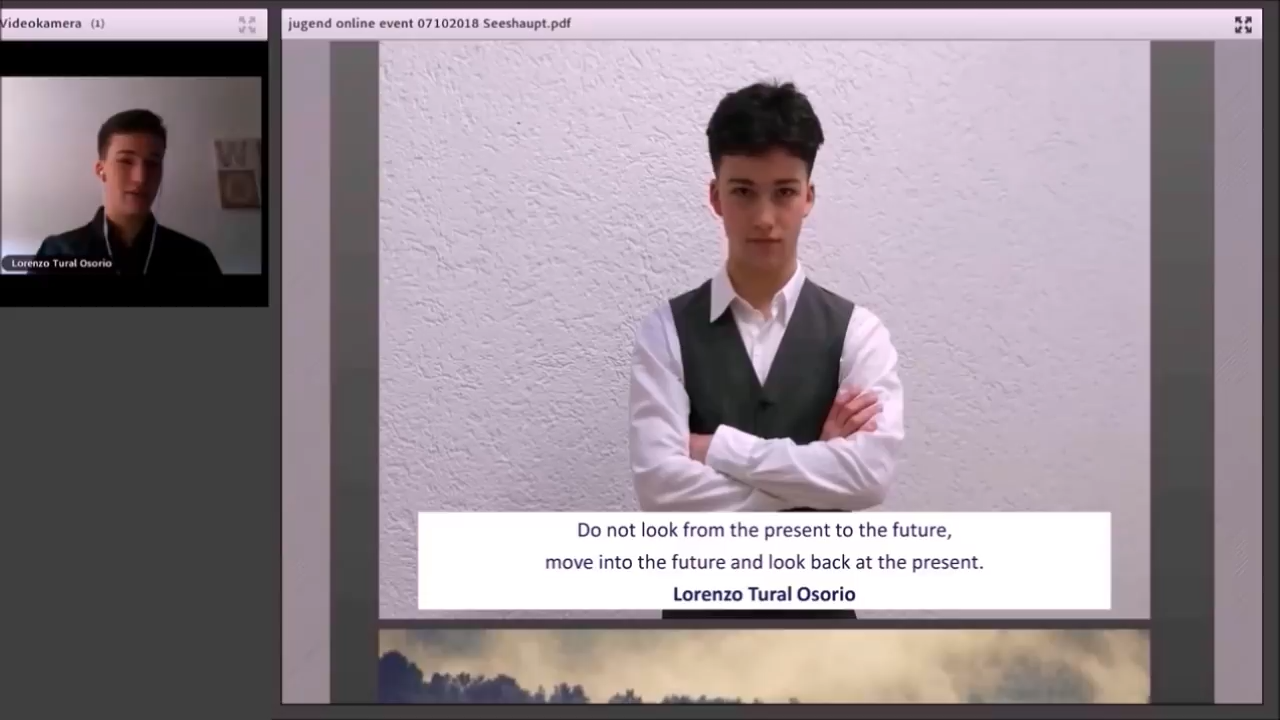 Videokamera (1)
jugend online event 07102018 Seeshaupt.pdf
W
Lorenzo Tural Osorio
Do not look from the present to the future,
move into the future and look back at the present.
Lorenzo Tural Osorio